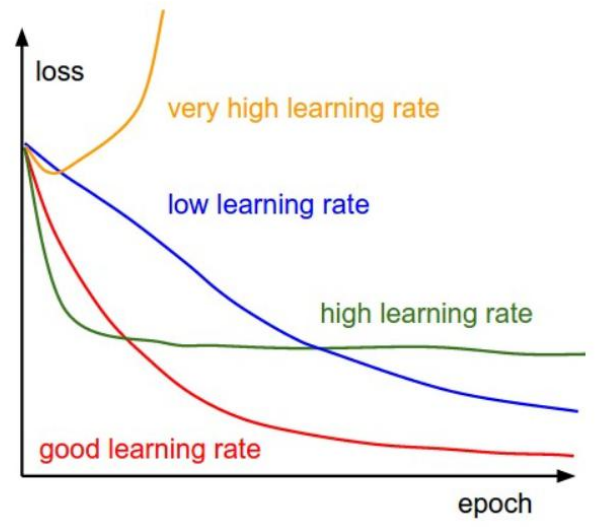 loss
very high learning rate
low learning rate
high learning rate
good learning rate
epoch